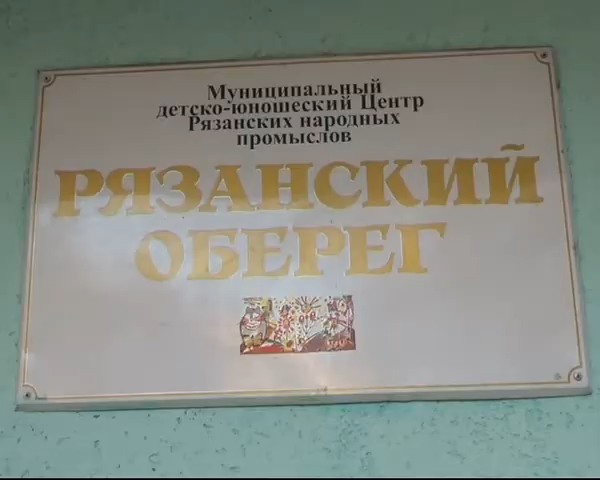 Муниципальный
детско-юношеский Центр
Рязанских народных
промыслов
РЯЗАНСКИЙ
ОБЕРЕГ